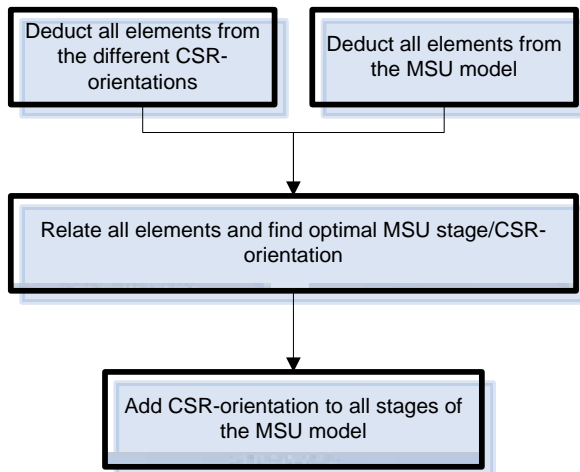 Deduct all elements from
the different CSR-
orientations
Deduct all elements from
the MSU model
Relate all elements and find optimal MSU stage/CSR-
orientation
Add CSR-orientation to all stages of
the MSU model